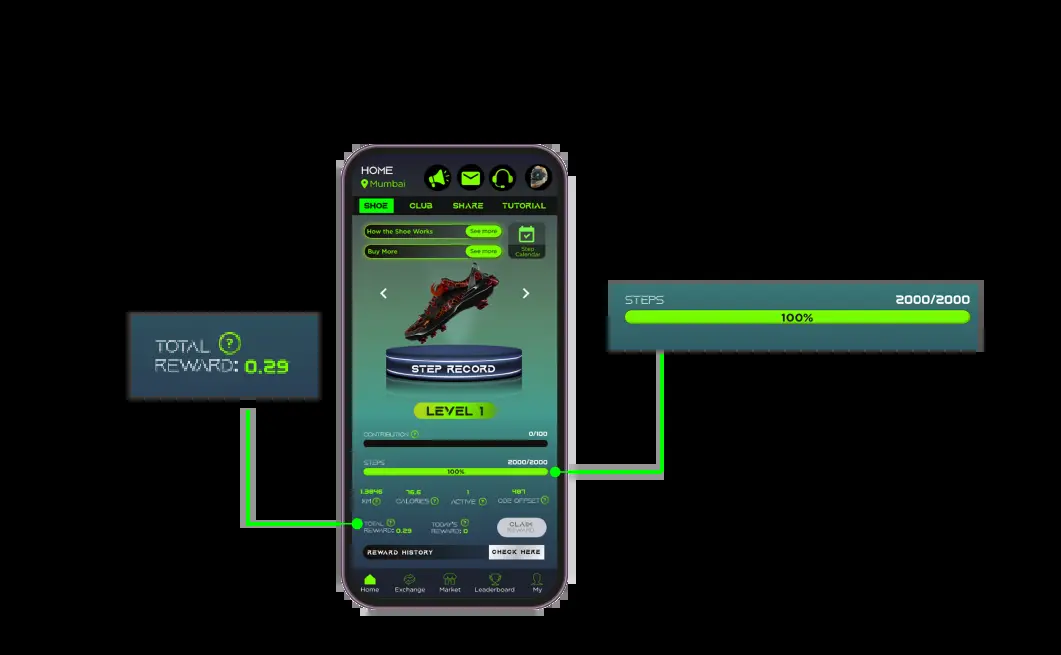 HOME
Mumbai
SHOE CLUB SHARE TUTORIAL
How the Shoe Works See more
Buy More See more
Step
Calendar
STEP RECORD
LEVEL 1
CONTRIBUTION ? 0/100
STEPS 2000/2000
100%
1.3946 76.6 1 487
KM ? CALORIES ? ACTIVE ? CO2 OFFSET ?
TOTAL ?
REWARD: 0.29
TODAY'S ?
REWARD: 0
CLAIM
REWARD
REWARD HISTORY CHECK HERE
Home Exchange Market Leaderboard My
TOTAL ?
REWARD: 0.29
STEPS 2000/2000
100%